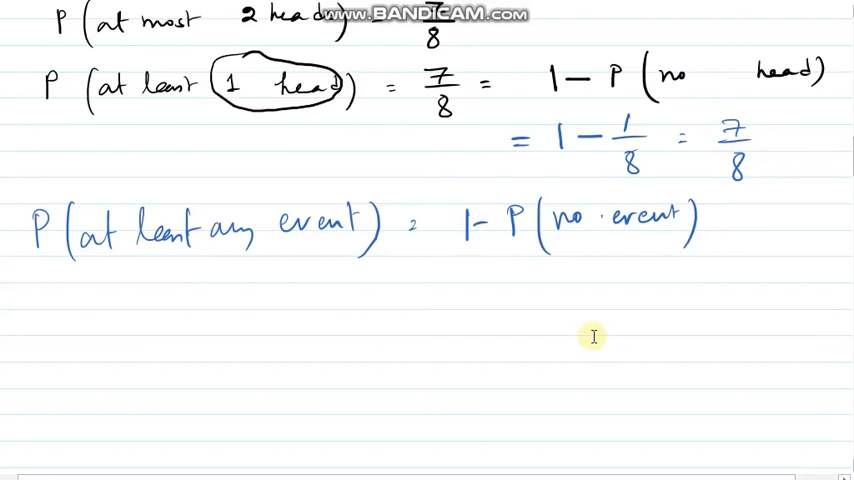 www.BANDICAM.com
P (at most 2 head) = 7/8
P (at least 1 head) = 7/8 = 1 - P (no head)
= 1 - 1/8 = 7/8
P (at least any event) = 1 - P (no event)